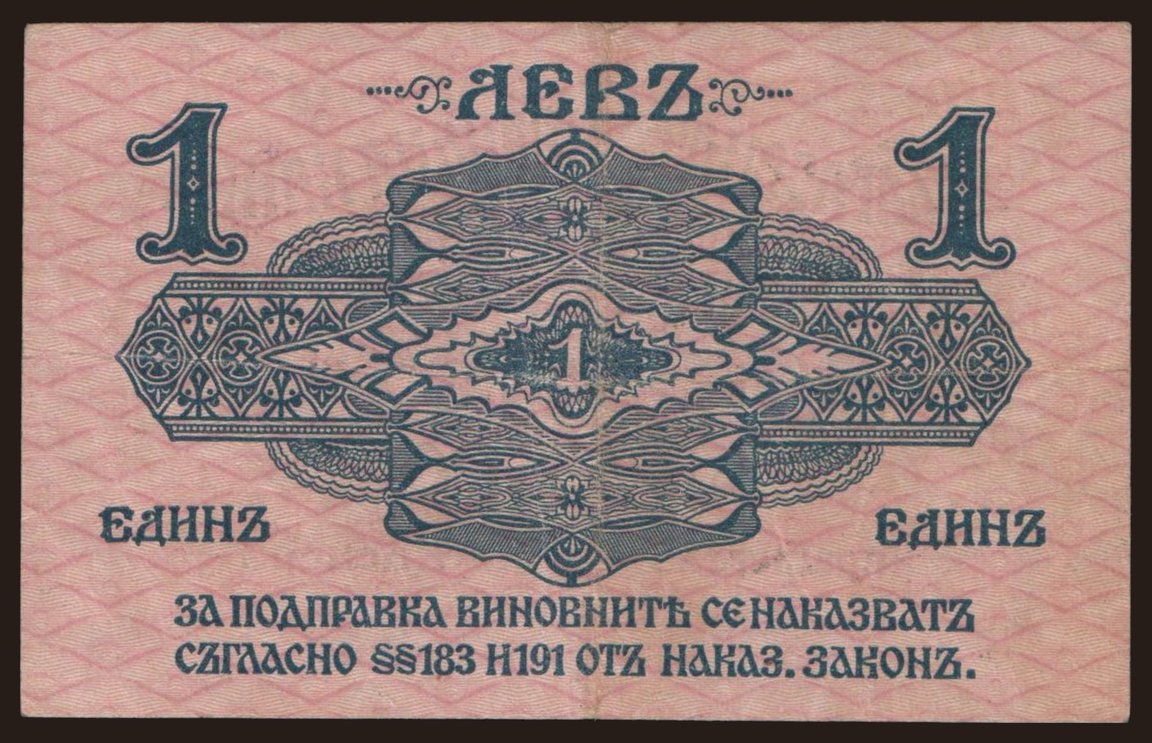 ЛЕВЪ
1 1
1
ЕДИНЪ ЕДИНЪ
ЗА ПОДПРАВКА ВИНОВНИТѢ СЕ НАКАЗВАТЪ
СЪГЛАСНО §§183 И 191 ОТЪ НАКАЗ. ЗАКОНЪ.